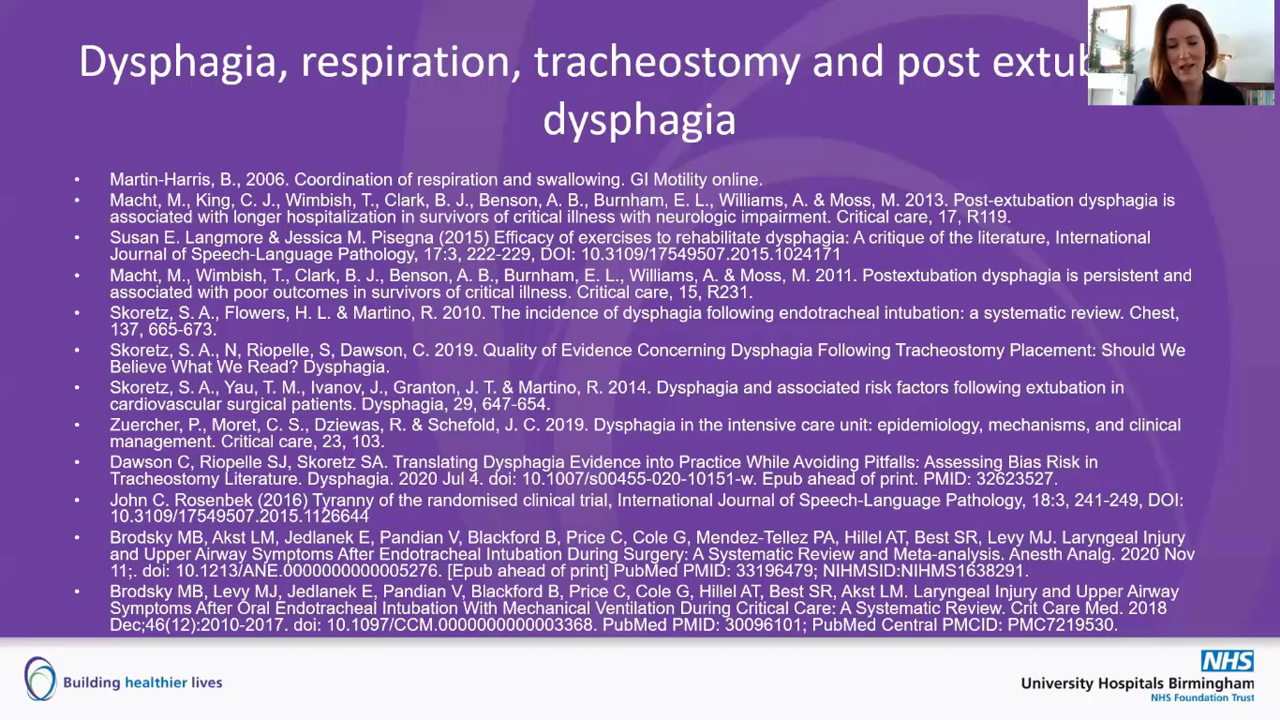 Dysphagia, respiration, tracheostomy and post extub
dysphagia
• Martin-Harris, B., 2006. Coordination of respiration and swallowing. GI Motility online.
• Macht, M., King, C. J., Wimbish, T., Clark, B. J., Benson, A. B., Burnham, E. L., Williams, A. & Moss, M. 2013. Post-extubation dysphagia is
associated with longer hospitalization in survivors of critical illness with neurologic impairment. Critical care, 17, R119.
• Susan E. Langmore & Jessica M. Pisegna (2015) Efficacy of exercises to rehabilitate dysphagia: A critique of the literature, International
Journal of Speech-Language Pathology, 17:3, 222-229, DOI: 10.3109/17549507.2015.1024171
• Macht, M., Wimbish, T., Clark, B. J., Benson, A. B., Burnham, E. L., Williams, A. & Moss, M. 2011. Postextubation dysphagia is persistent and
associated with poor outcomes in survivors of critical illness. Critical care, 15, R231.
• Skoretz, S. A., Flowers, H. L. & Martino, R. 2010. The incidence of dysphagia following endotracheal intubation: a systematic review. Chest,
137, 665-673.
• Skoretz, S. A., N, Riopelle, S, Dawson, C. 2019. Quality of Evidence Concerning Dysphagia Following Tracheostomy Placement: Should We
Believe What We Read? Dysphagia.
• Skoretz, S. A., Yau, T. M., Ivanov, J., Granton, J. T. & Martino, R. 2014. Dysphagia and associated risk factors following extubation in
cardiovascular surgical patients. Dysphagia, 29, 647-654.
• Zuercher, P., Moret, C. S., Dziewas, R. & Schefold, J. C. 2019. Dysphagia in the intensive care unit: epidemiology, mechanisms, and clinical
management. Critical care, 23, 103.
• Dawson C, Riopelle SJ, Skoretz SA. Translating Dysphagia Evidence into Practice While Avoiding Pitfalls: Assessing Bias Risk in
Tracheostomy Literature. Dysphagia. 2020 Jul 4. doi: 10.1007/s00455-020-10151-w. Epub ahead of print. PMID: 32623527.
• John C. Rosenbek (2016) Tyranny of the randomised clinical trial, International Journal of Speech-Language Pathology, 18:3, 241-249, DOI:
10.3109/17549507.2015.1126644
• Brodsky MB, Akst LM, Jedlanek E, Pandian V, Blackford B, Price C, Cole G, Mendez-Tellez PA, Hillel AT, Best SR, Levy MJ. Laryngeal Injury
and Upper Airway Symptoms After Endotracheal Intubation During Surgery: A Systematic Review and Meta-analysis. Anesth Analg. 2020 Nov
11;. doi: 10.1213/ANE.0000000000005276. [Epub ahead of print] PubMed PMID: 33196479; NIHMSID:NIHMS1638291.
• Brodsky MB, Levy MJ, Jedlanek E, Pandian V, Blackford B, Price C, Cole G, Hillel AT, Best SR, Akst LM. Laryngeal Injury and Upper Airway
Symptoms After Oral Endotracheal Intubation With Mechanical Ventilation During Critical Care: A Systematic Review. Crit Care Med. 2018
Dec;46(12):2010-2017. doi: 10.1097/CCM.0000000000003368. PubMed PMID: 30096101; PubMed Central PMCID: PMC7219530.
Building healthier lives
NHS
University Hospitals Birmingham
NHS Foundation Trust